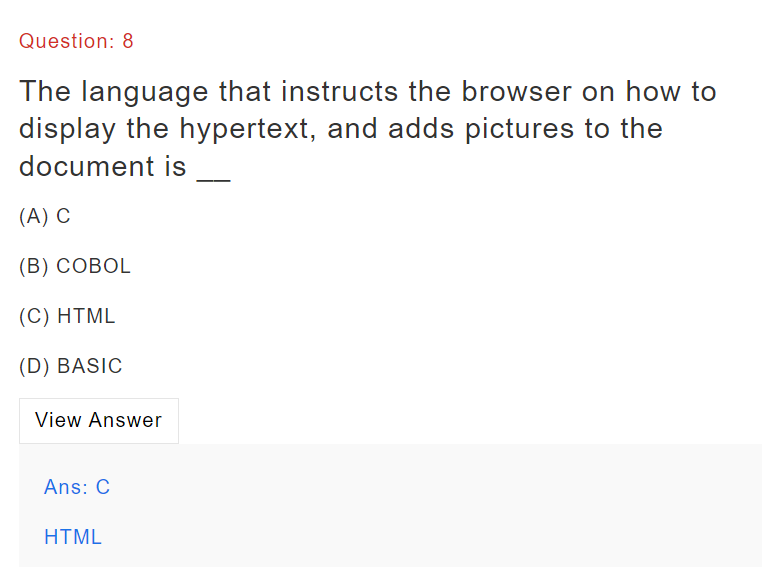 Question: 8
The language that instructs the browser on how to
display the hypertext, and adds pictures to the
document is __
(A) C
(B) COBOL
(C) HTML
(D) BASIC
View Answer
Ans: C
HTML